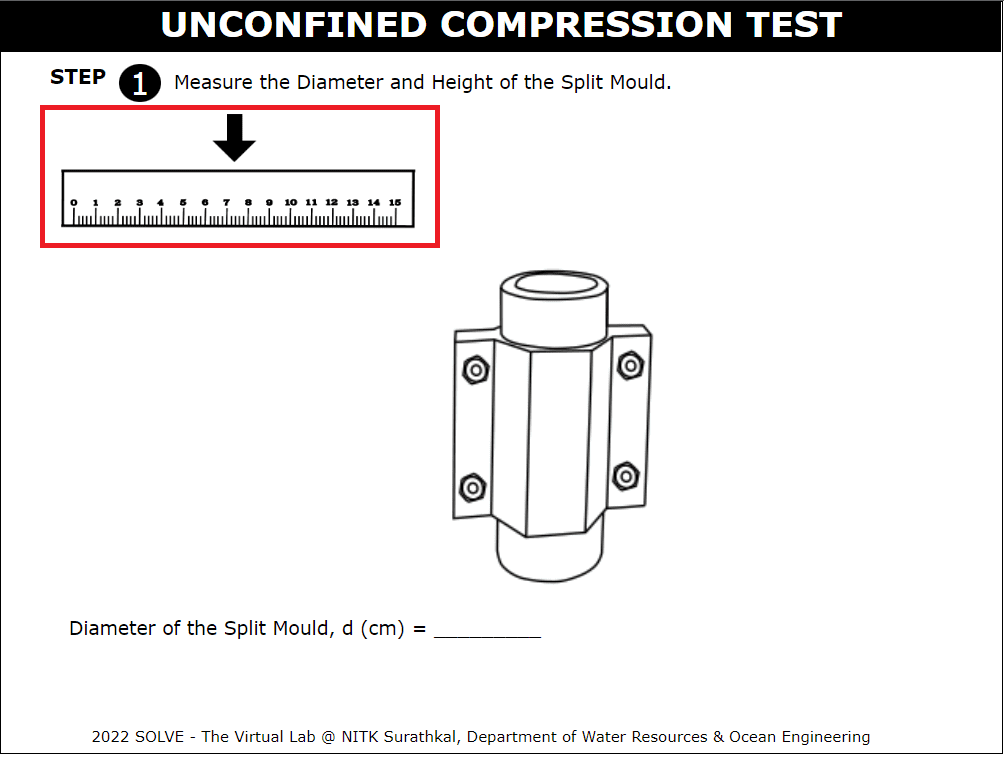 UNCONFINED COMPRESSION TEST
STEP 1 Measure the Diameter and Height of the Split Mould.
0 1 2 3 4 5 6 7 8 9 10 11 12 13 14 15
Diameter of the Split Mould, d (cm) = _________
2022 SOLVE - The Virtual Lab @ NITK Surathkal, Department of Water Resources & Ocean Engineering